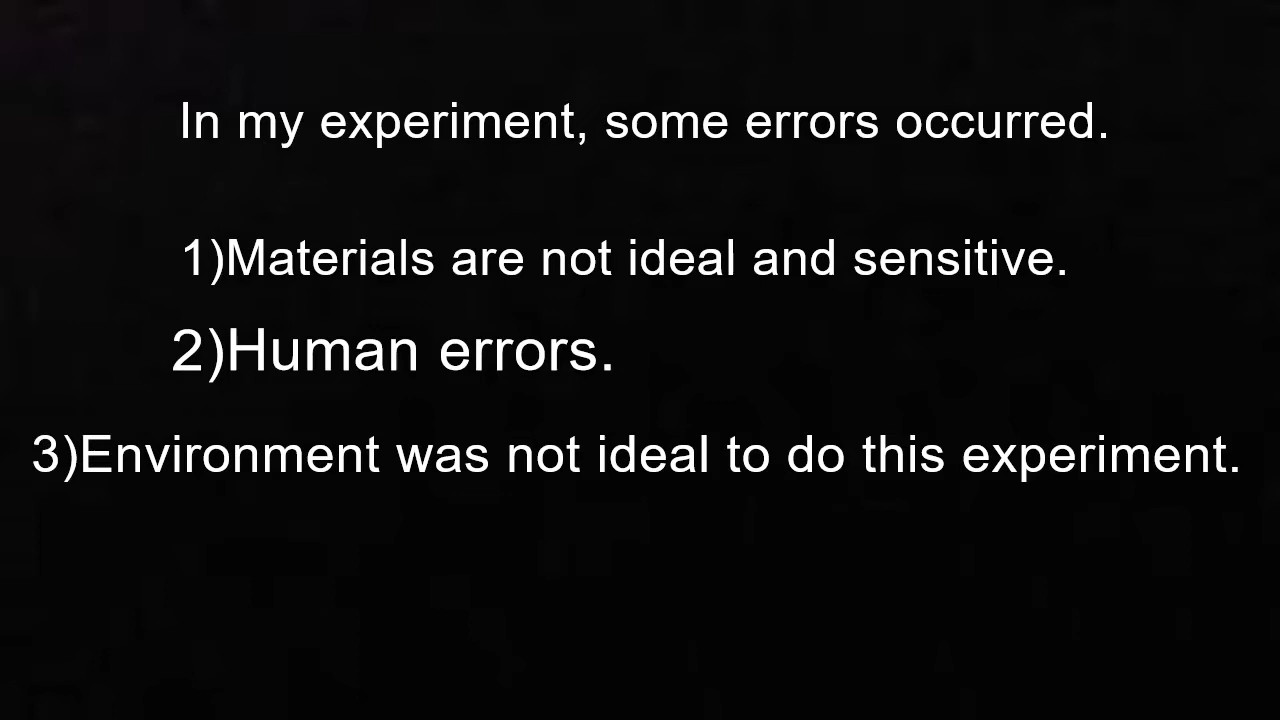 In my experiment, some errors occurred.
1)Materials are not ideal and sensitive.
2)Human errors.
3)Environment was not ideal to do this experiment.